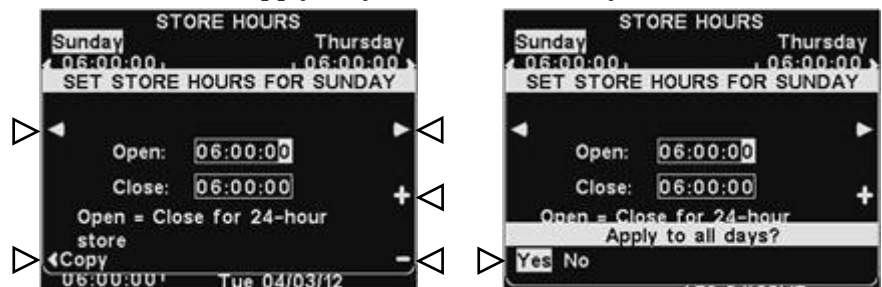 STORE HOURS
Sunday Thursday
06:00:00 06:00:00
SET STORE HOURS FOR SUNDAY
Open: 06:00:00
Close: 06:00:00
Open = Close for 24-hour
store
Copy
06:00:00 Tue 04/03/12
STORE HOURS
Sunday Thursday
06:00:00 06:00:00
SET STORE HOURS FOR SUNDAY
Open: 06:00:00
Close: 06:00:00
Open = Close for 24-hour
Apply to all days?
Yes No